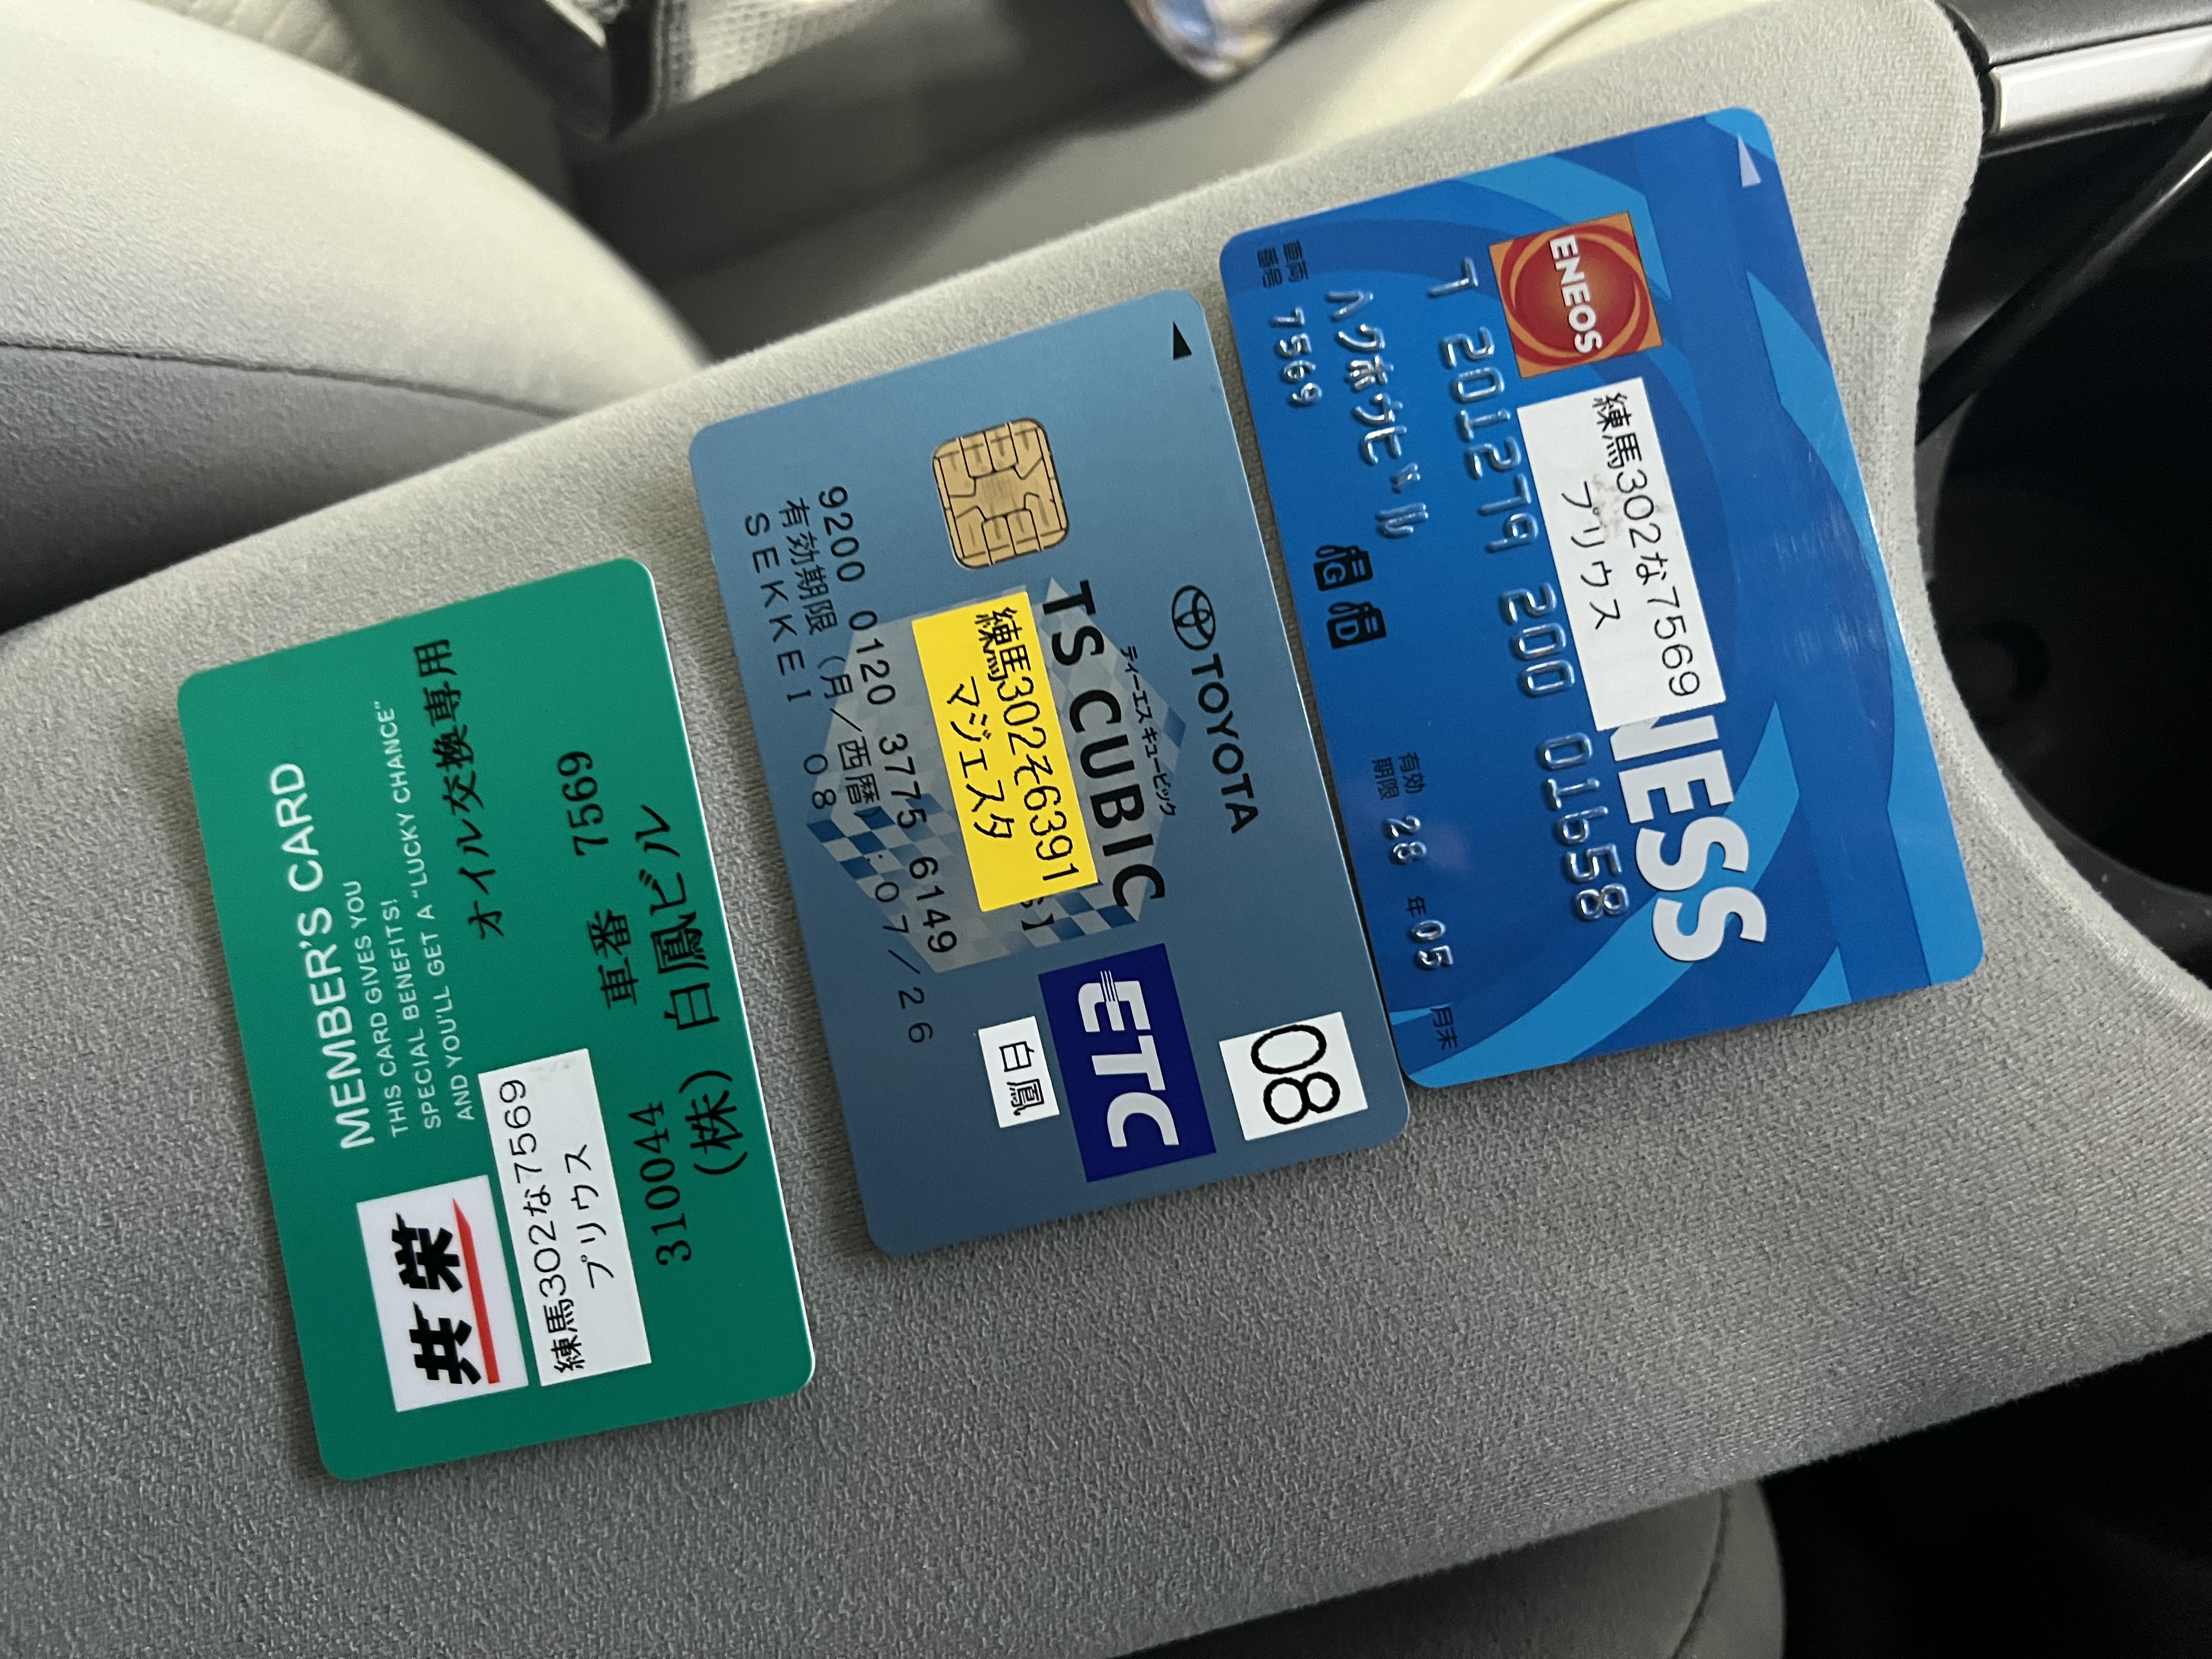 MEMBER'S CARD
THIS CARD GIVES YOU
SPECIAL BENEFITS!
AND YOU'LL GET A "LUCKY CHANCE"
オイル交換専用
共栄
練馬302な7569
プリウス
車番 7569
310044
(株) 白鳳ビル
TOYOTA
ティーエス キュービック
TS CUBIC
練馬302そ6391
マジェスタ
08
ETC
白鳳
9200 0120 3775 6149
有効期限(月/西暦):07/26
SEKKEI 08
ENEOS
練馬302な7569
プリウス
NESS
7 201279 200 01658
ハクホウビル
車両
番号
7569
G D
有効
期限
28 年 05 月末